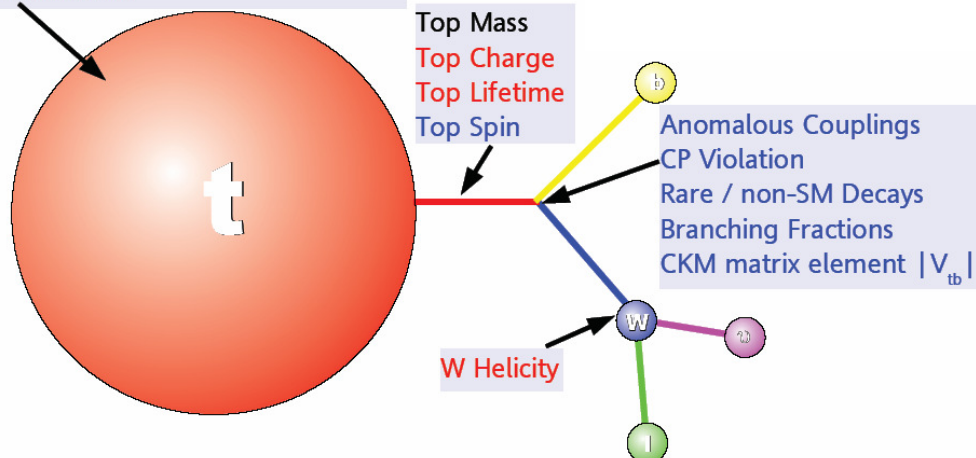 Top Mass
Top Charge
Top Lifetime
Top Spin
t
b
Anomalous Couplings
CP Violation
Rare / non-SM Decays
Branching Fractions
CKM matrix element |V_tb|
W
W Helicity
l